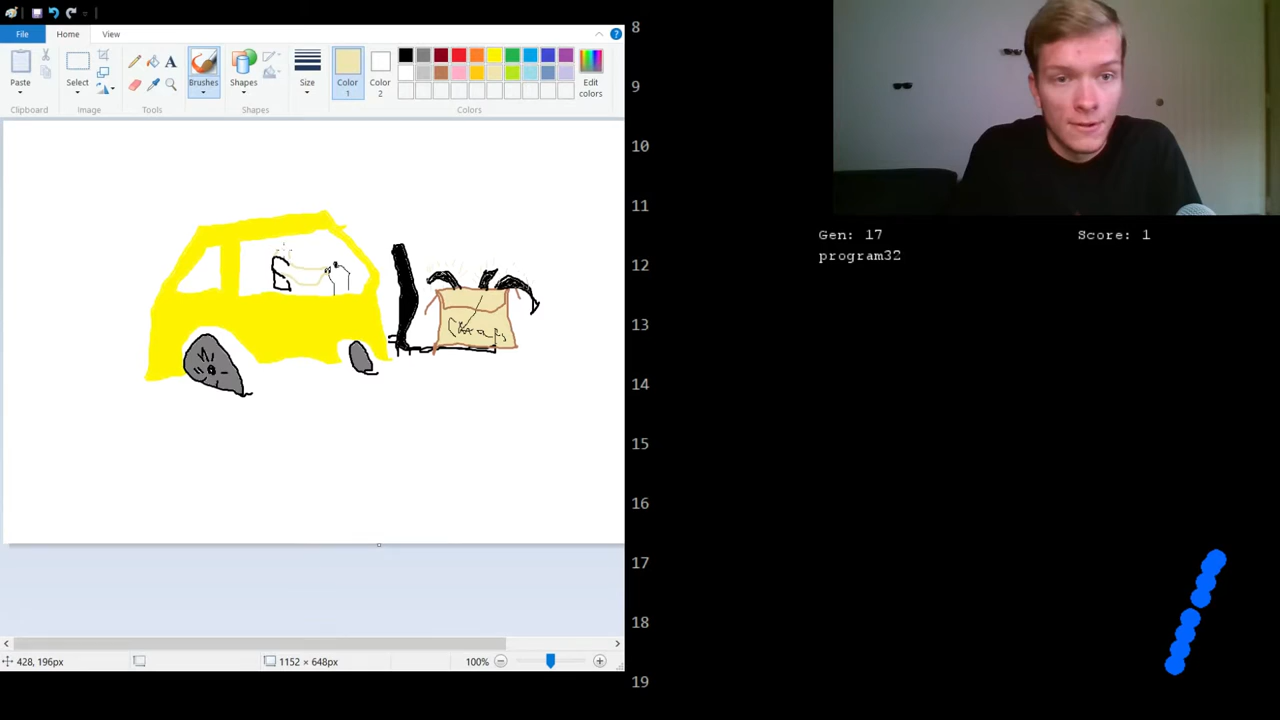 File
Home
View
Paste
Select
Brushes
Shapes
Size
Color 1
Color 2
Edit colors
Clipboard
Image
Tools
Shapes
Colors
8
9
10
11
12
13
14
15
16
17
18
19
Gen: 17
Score: 1
program32
428, 196px
1152 × 648px
100%